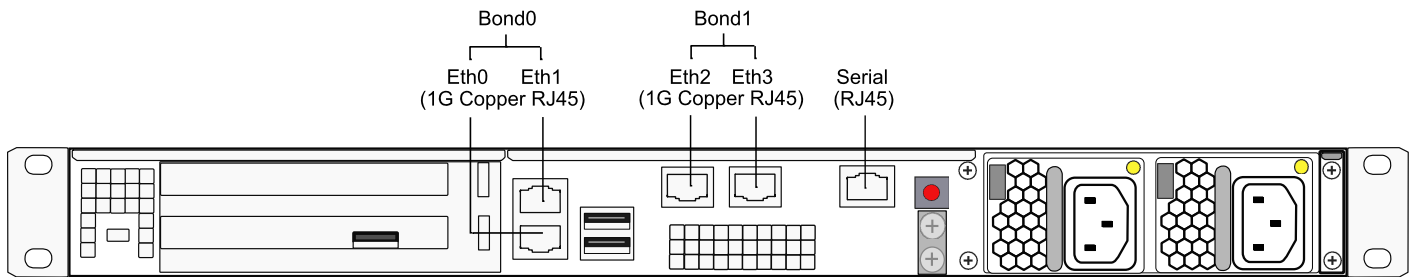 Bond0 Bond1
Eth0 Eth1 Eth2 Eth3 Serial
(1G Copper RJ45) (1G Copper RJ45) (RJ45)